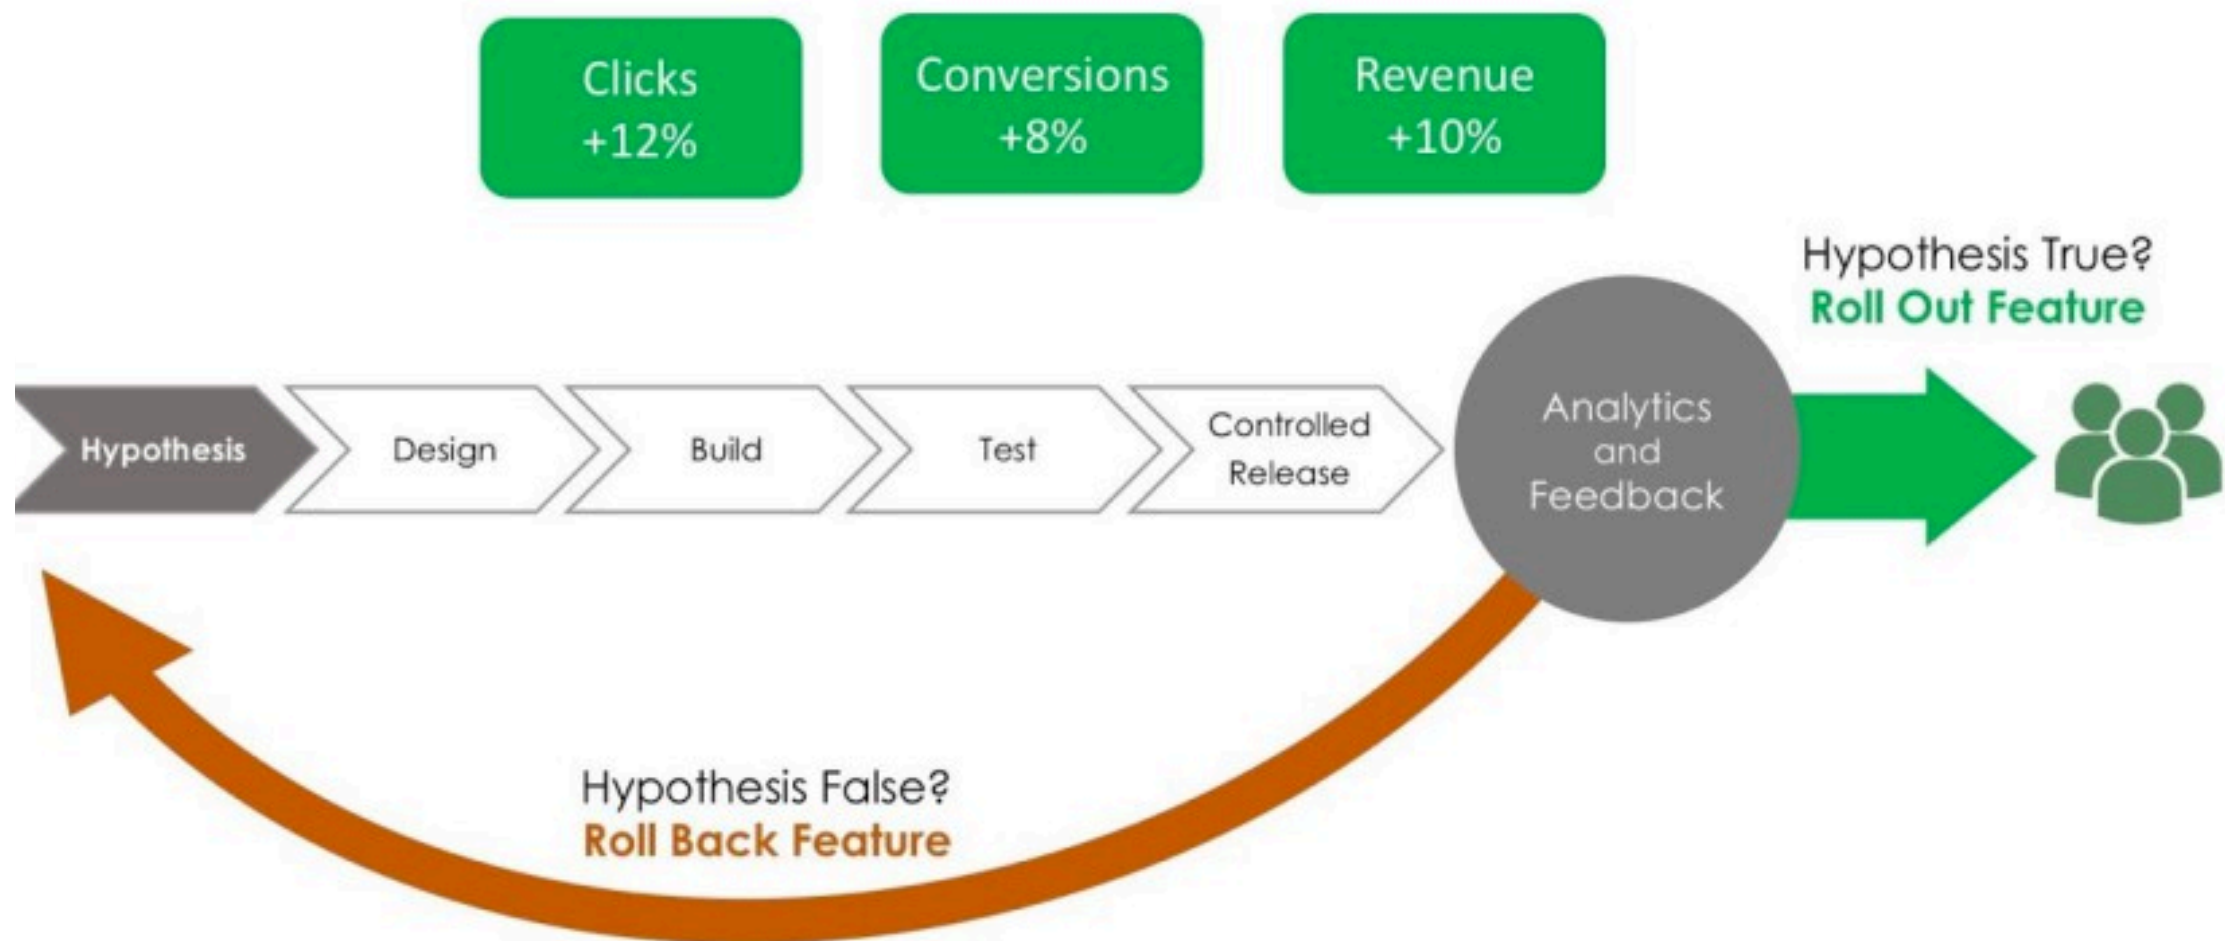 Clicks
+12%
Conversions
+8%
Revenue
+10%
Hypothesis True?
Roll Out Feature
Hypothesis
Design
Build
Test
Controlled
Release
Analytics
and
Feedback
Hypothesis False?
Roll Back Feature